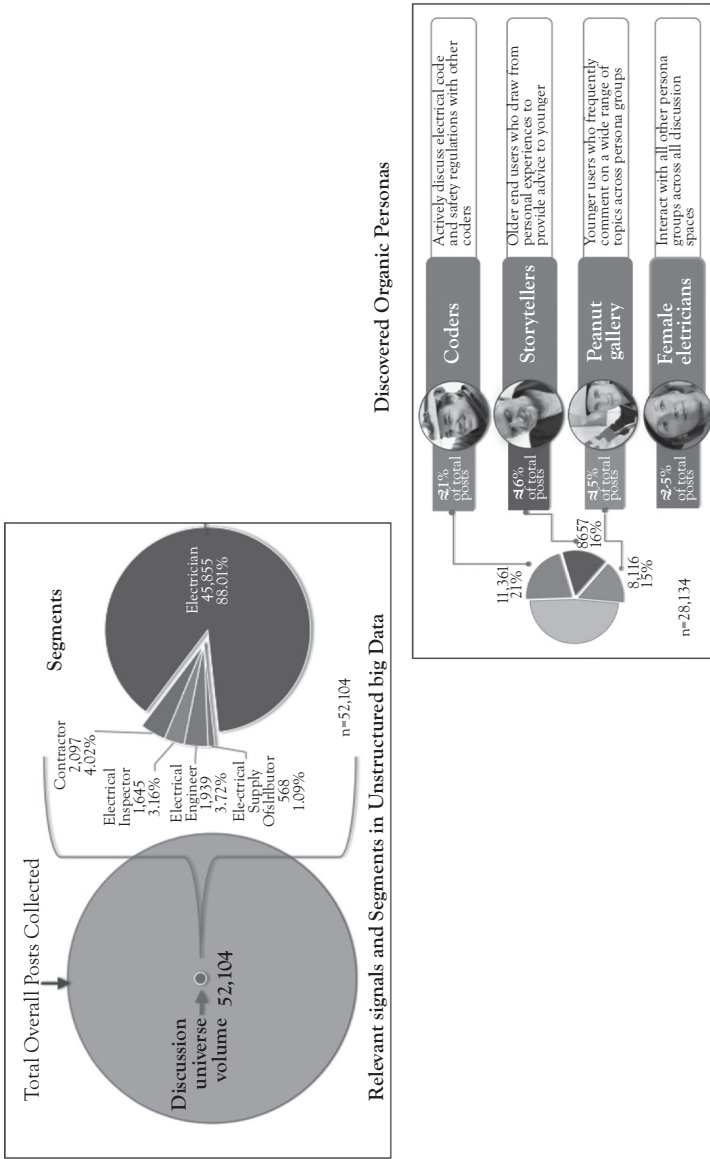 Total Overall Posts Collected
Discussion
universe
volume 52,104
Segments
Contractor
2,097
4.02%
Electrical
Inspector
1,645
3.16%
Electrical
Engineer
1,939
3.72%
Ele-ctrical
Supply
Ofslrlbutor
568
1.09%
Electrician
45,855
88.01%
n=52,104
Relevant signals and Segments in Unstructured big Data
Discovered Organic Personas
11,361
21%
8657
16%
8,116
15%
n=28,134
≈21%
of total
posts
Coders
Actively discuss electrical code
and safety regulations with other
coders
≈16%
of total
posts
Storytellers
Older end users who draw from
personal experiences to
provide advice to younger
≈15%
of total
posts
Peanut
gallery
Younger users who frequently
comment on a wide range of
topics across persona groups
≈2-5%
of total
posts
Female
eletricians
Interact with all other persona
groups across all discussion
spaces